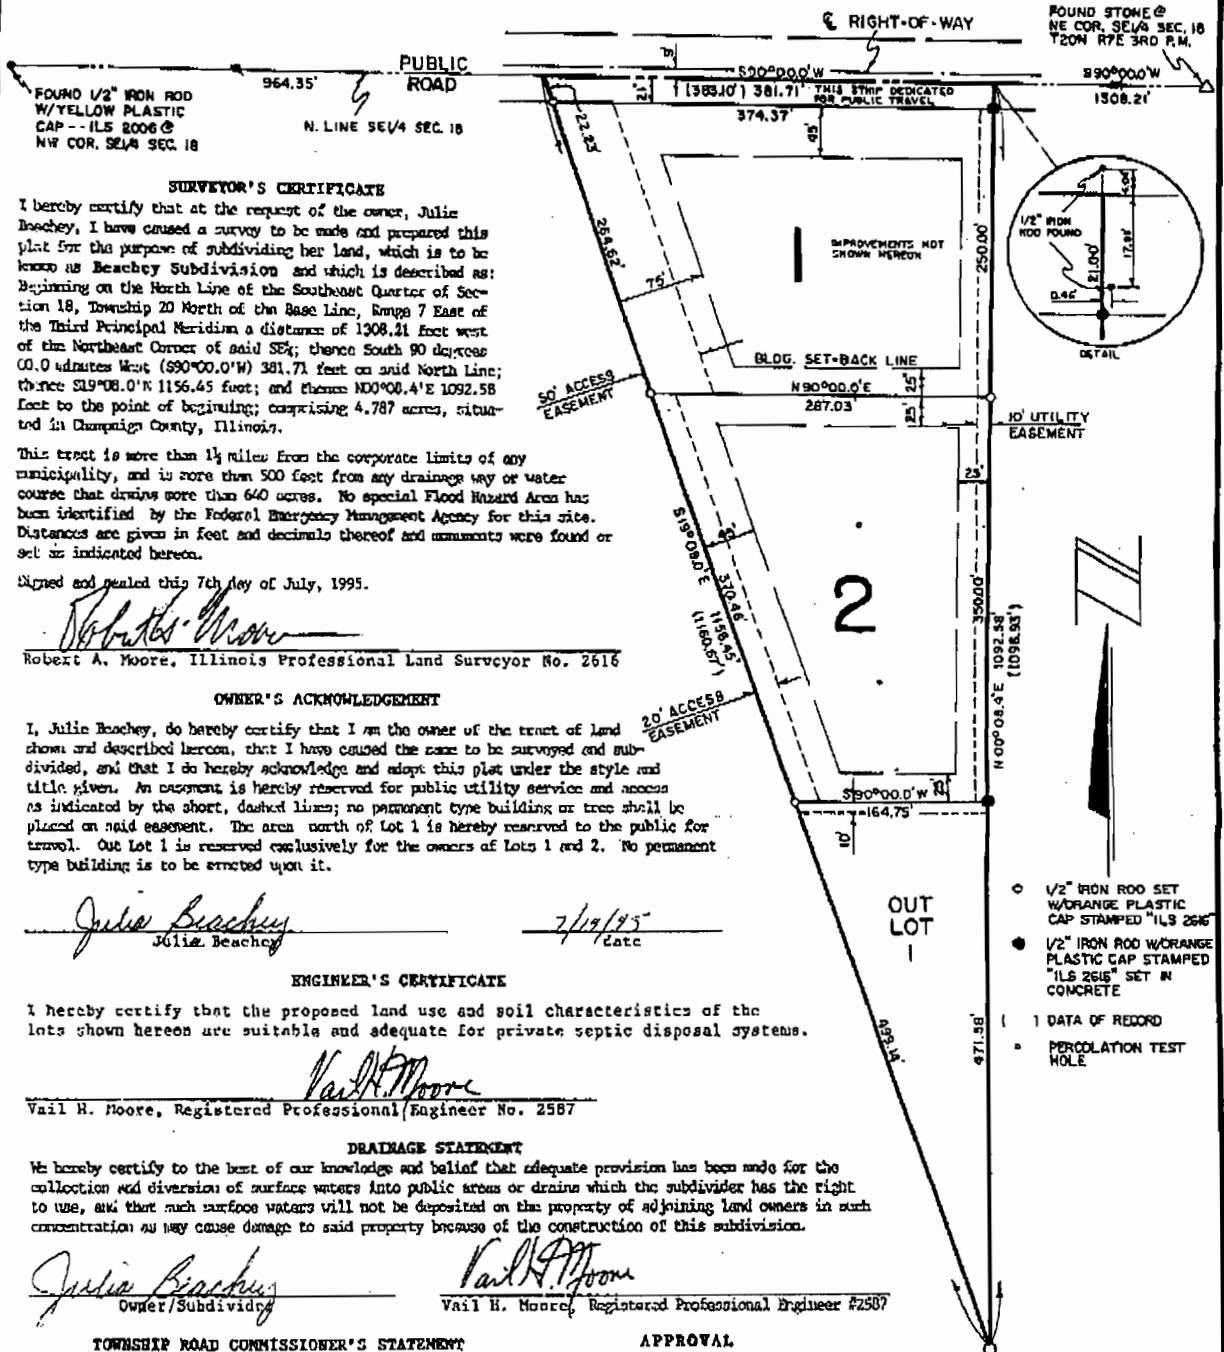 ℄ RIGHT-OF-WAY
FOUND STONE @
NE COR. SE1/4 SEC. 18
T20N R7E 3RD P.M.
PUBLIC
ROAD
964.35'
FOUND 1/2" IRON ROD
W/YELLOW PLASTIC
CAP -- ILS 2006 @
NW COR. SE1/4 SEC. 18
N. LINE SE1/4 SEC. 18
S90°00.0'W
(383.10') 381.71' THIS STRIP DEDICATED
FOR PUBLIC TRAVEL
374.37'
21'
S90°00.0'W
1308.21'
22.23'
45'
SURVEYOR'S CERTIFICATE
I hereby certify that at the request of the owner, Julie
Beachey, I have caused a survey to be made and prepared this
plat for the purpose of subdividing her land, which is to be
known as Beachey Subdivision and which is described as:
Beginning on the North Line of the Southeast Quarter of Sec-
tion 18, Township 20 North of the Base Line, Range 7 East of
the Third Principal Meridian a distance of 1308.21 feet west
of the Northeast Corner of said SE¼; thence South 90 degrees
00.0 minutes West (S90°00.0'W) 381.71 feet on said North Line;
thence S19°08.0'E 1156.45 feet; and thence N00°08.4'E 1092.58
feet to the point of beginning; comprising 4.787 acres, situa-
ted in Champaign County, Illinois.
This tract is more than 1½ miles from the corporate limits of any
municipality, and is more than 500 feet from any drainage way or water
course that drains more than 640 acres. No special Flood Hazard Area has
been identified by the Federal Emergency Management Agency for this site.
Distances are given in feet and decimals thereof and monuments were found or
set as indicated hereon.
Signed and sealed this 7th day of July, 1995.
Robert A. Moore, Illinois Professional Land Surveyor No. 2616
1
IMPROVEMENTS NOT
SHOWN HEREON
264.62'
75'
250.00'
1/2" IRON
ROD FOUND
21.00'
17.96'
0.46'
DETAIL
BLDG. SET-BACK LINE
50' ACCESS
EASEMENT
N90°00.0'E
287.03'
25'
25'
10' UTILITY
EASEMENT
25'
S19°08.0'E
45'
370.46'
1156.45'
(1160.67')
2
350.00'
N 00°08.4'E 1092.58'
(1098.93')
20' ACCESS
EASEMENT
S90°00.0'W
164.75'
25'
10'
OWNER'S ACKNOWLEDGEMENT
I, Julie Beachey, do hereby certify that I am the owner of the tract of land
shown and described hereon, that I have caused the same to be surveyed and sub-
divided, and that I do hereby acknowledge and adopt this plat under the style and
title given. An easement is hereby reserved for public utility service and access
as indicated by the short, dashed lines; no permanent type building or tree shall be
placed on said easement. The area north of Lot 1 is hereby reserved to the public for
travel. Out Lot 1 is reserved exclusively for the owners of Lots 1 and 2. No permanent
type building is to be erected upon it.
Julie Beachey 7/19/95
Julie Beachey date
OUT
LOT
1
499.14'
471.58'
1/2" IRON ROD SET
W/ORANGE PLASTIC
CAP STAMPED "ILS 2616"
1/2" IRON ROD W/ORANGE
PLASTIC CAP STAMPED
"ILS 2616" SET IN
CONCRETE
( ) DATA OF RECORD
PERCOLATION TEST
HOLE
ENGINEER'S CERTIFICATE
I hereby certify that the proposed land use and soil characteristics of the
lots shown hereon are suitable and adequate for private septic disposal systems.
Vail H. Moore
Vail H. Moore, Registered Professional Engineer No. 2587
DRAINAGE STATEMENT
We hereby certify to the best of our knowledge and belief that adequate provision has been made for the
collection and diversion of surface waters into public areas or drains which the subdivider has the right
to use, and that such surface waters will not be deposited on the property of adjoining land owners in such
concentration as may cause damage to said property because of the construction of this subdivision.
Julie Beachey Vail H. Moore
Owner/Subdivider Vail H. Moore, Registered Professional Engineer #2587
TOWNSHIP ROAD COMMISSIONER'S STATEMENT APPROVAL